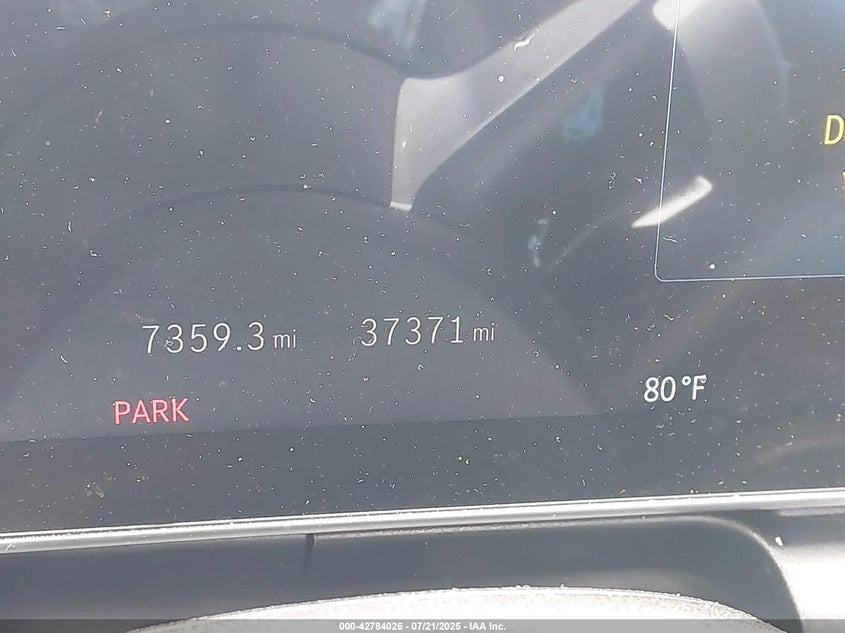 D
7359.3 mi 37371 mi
80°F
PARK
000-42784026 - 07/21/2025 - IAA Inc.